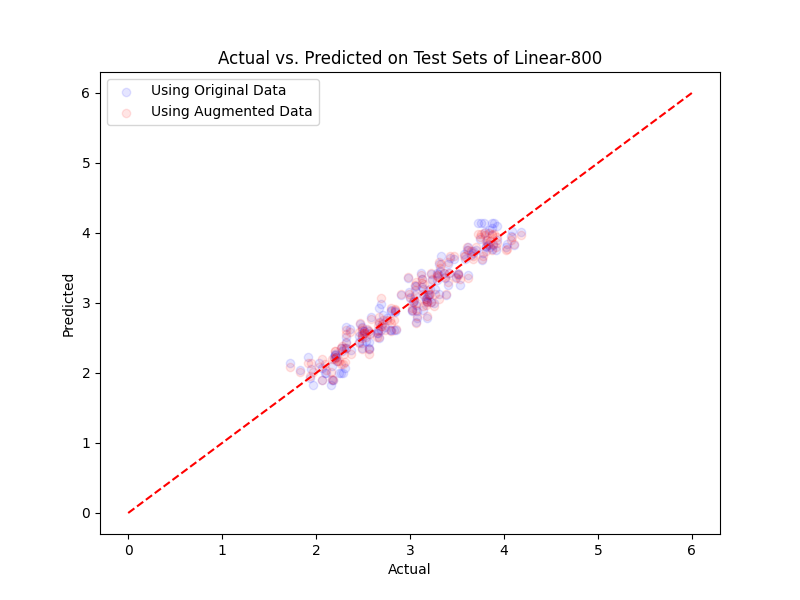 Actual vs. Predicted on Test Sets of Linear-800
Using Original Data
Using Augmented Data
6
5
4
3
2
1
0
Predicted
0 1 2 3 4 5 6
Actual